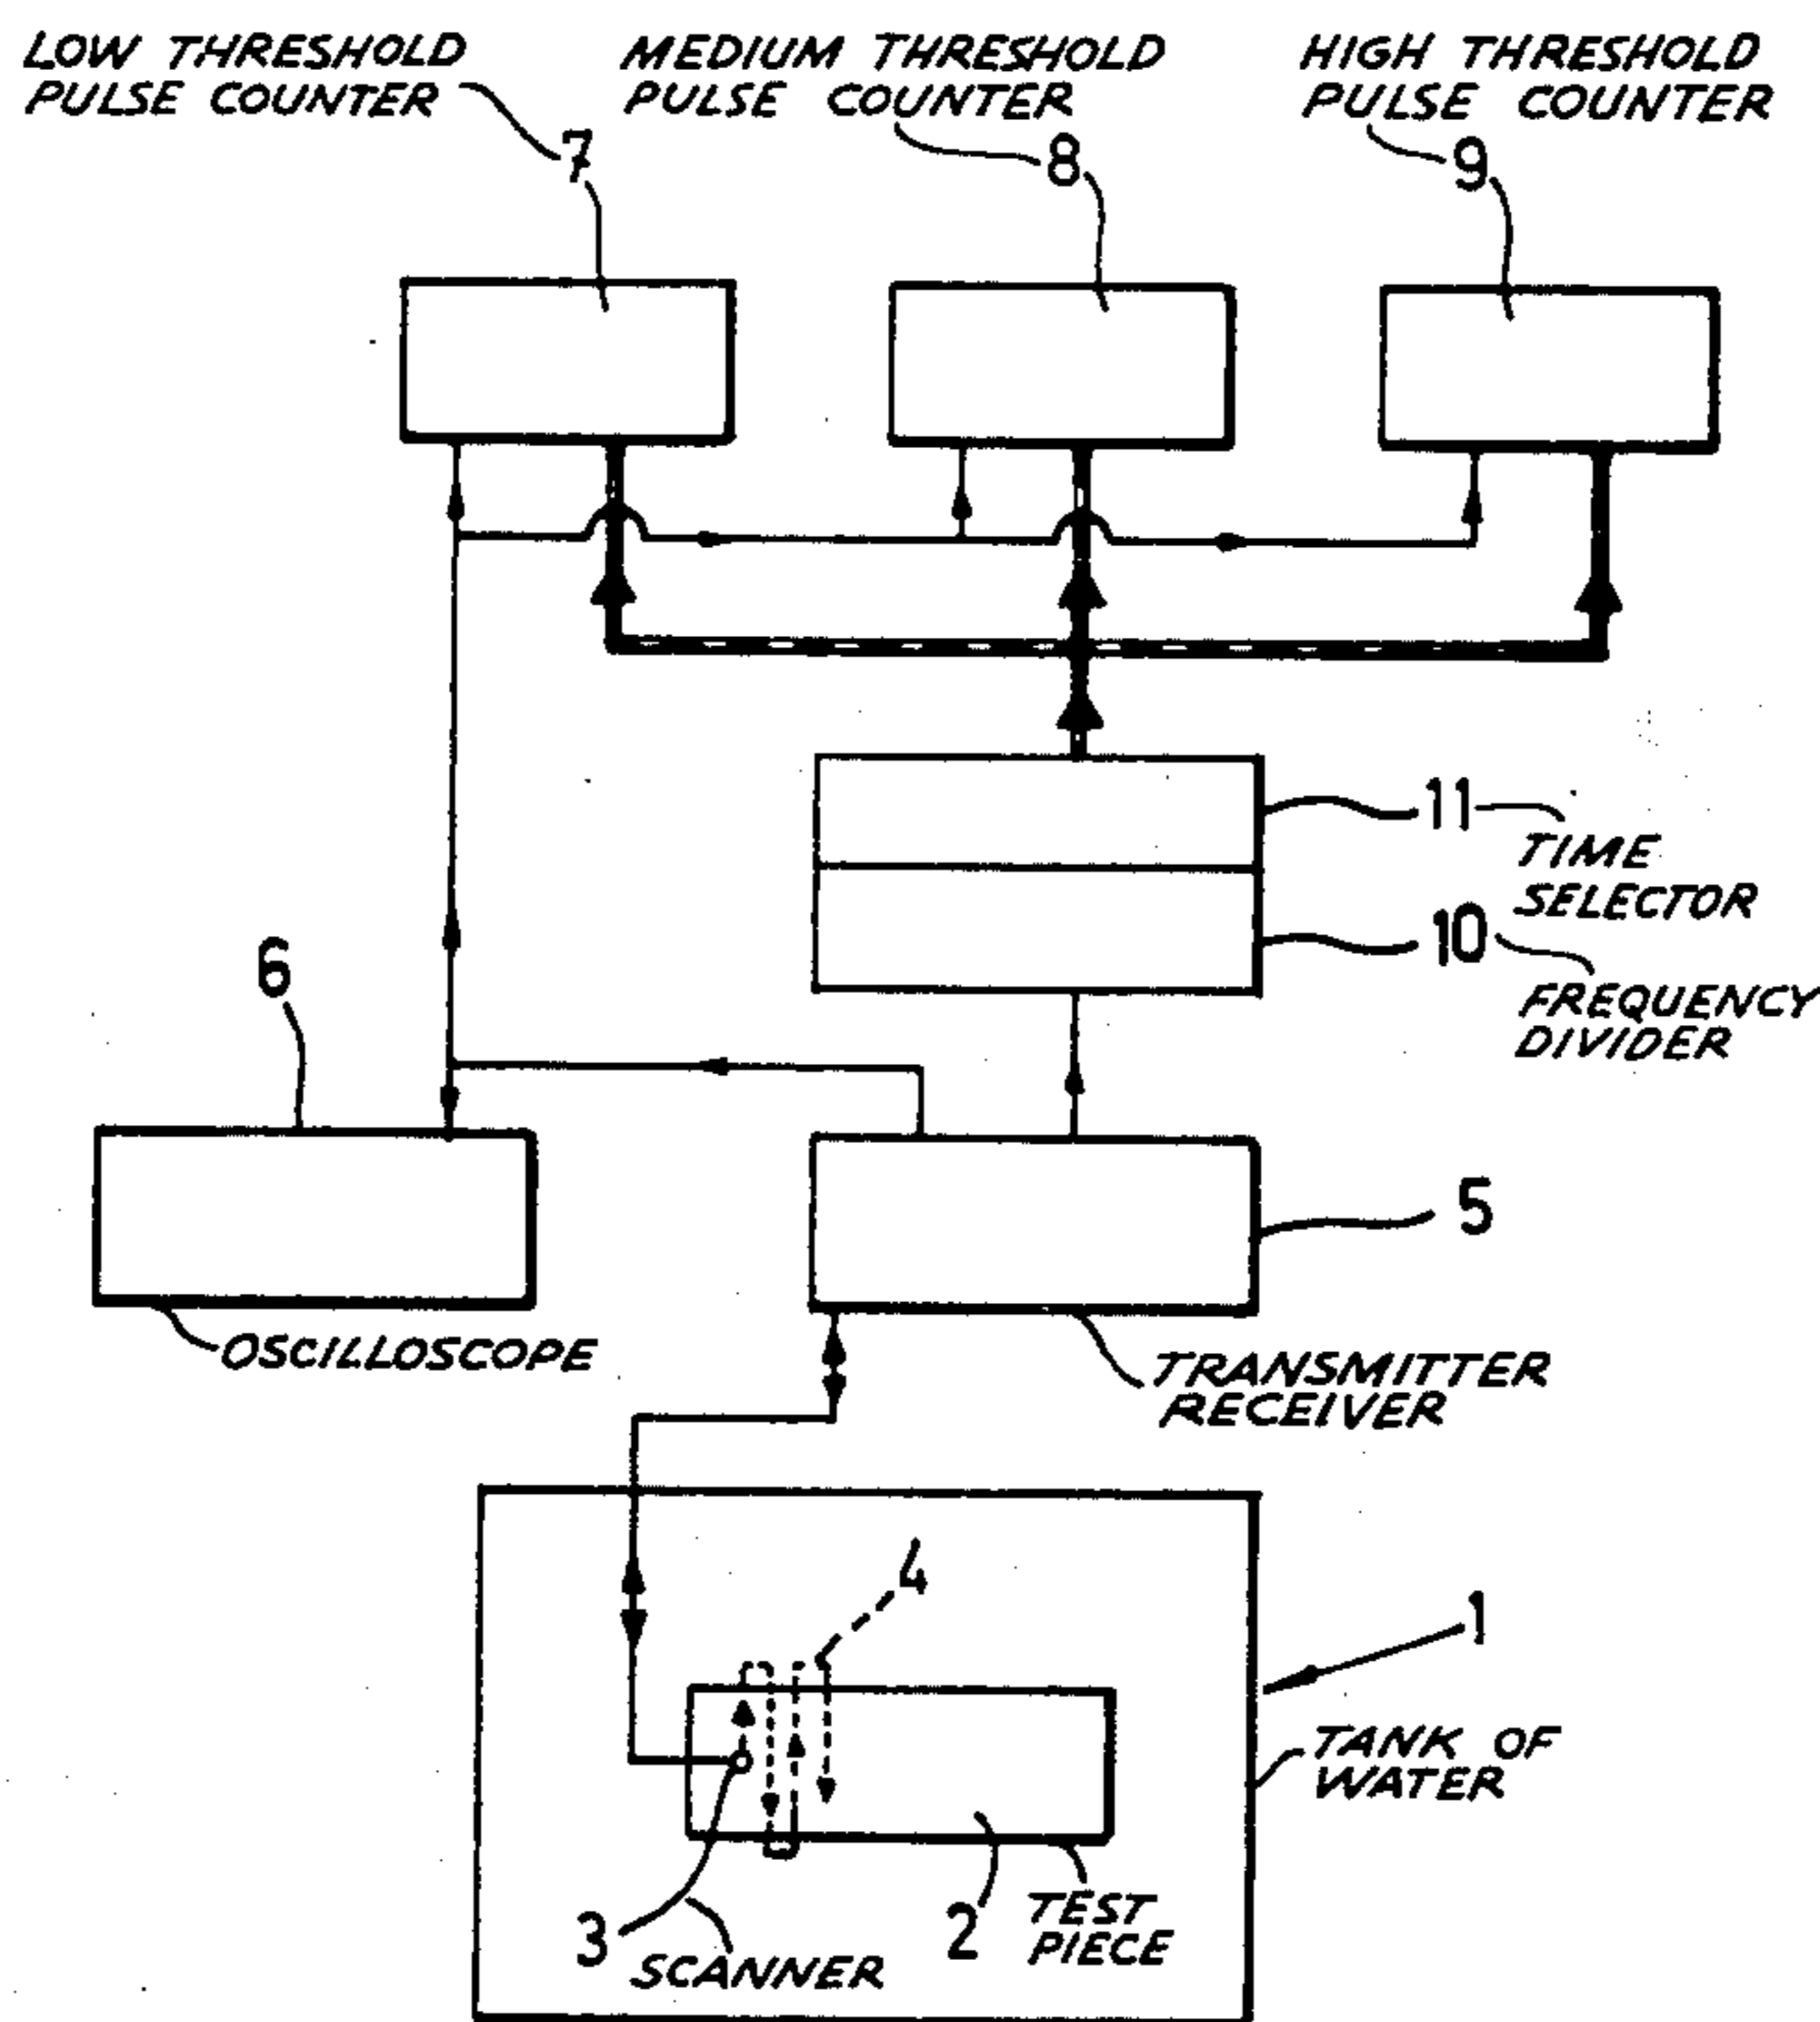 LOW THRESHOLD
PULSE COUNTER
7
MEDIUM THRESHOLD
PULSE COUNTER
8
HIGH THRESHOLD
PULSE COUNTER
9
11
TIME
SELECTOR
10
FREQUENCY
DIVIDER
6
OSCILLOSCOPE
5
TRANSMITTER
RECEIVER
4
1
TANK OF
WATER
3
SCANNER
2
TEST
PIECE